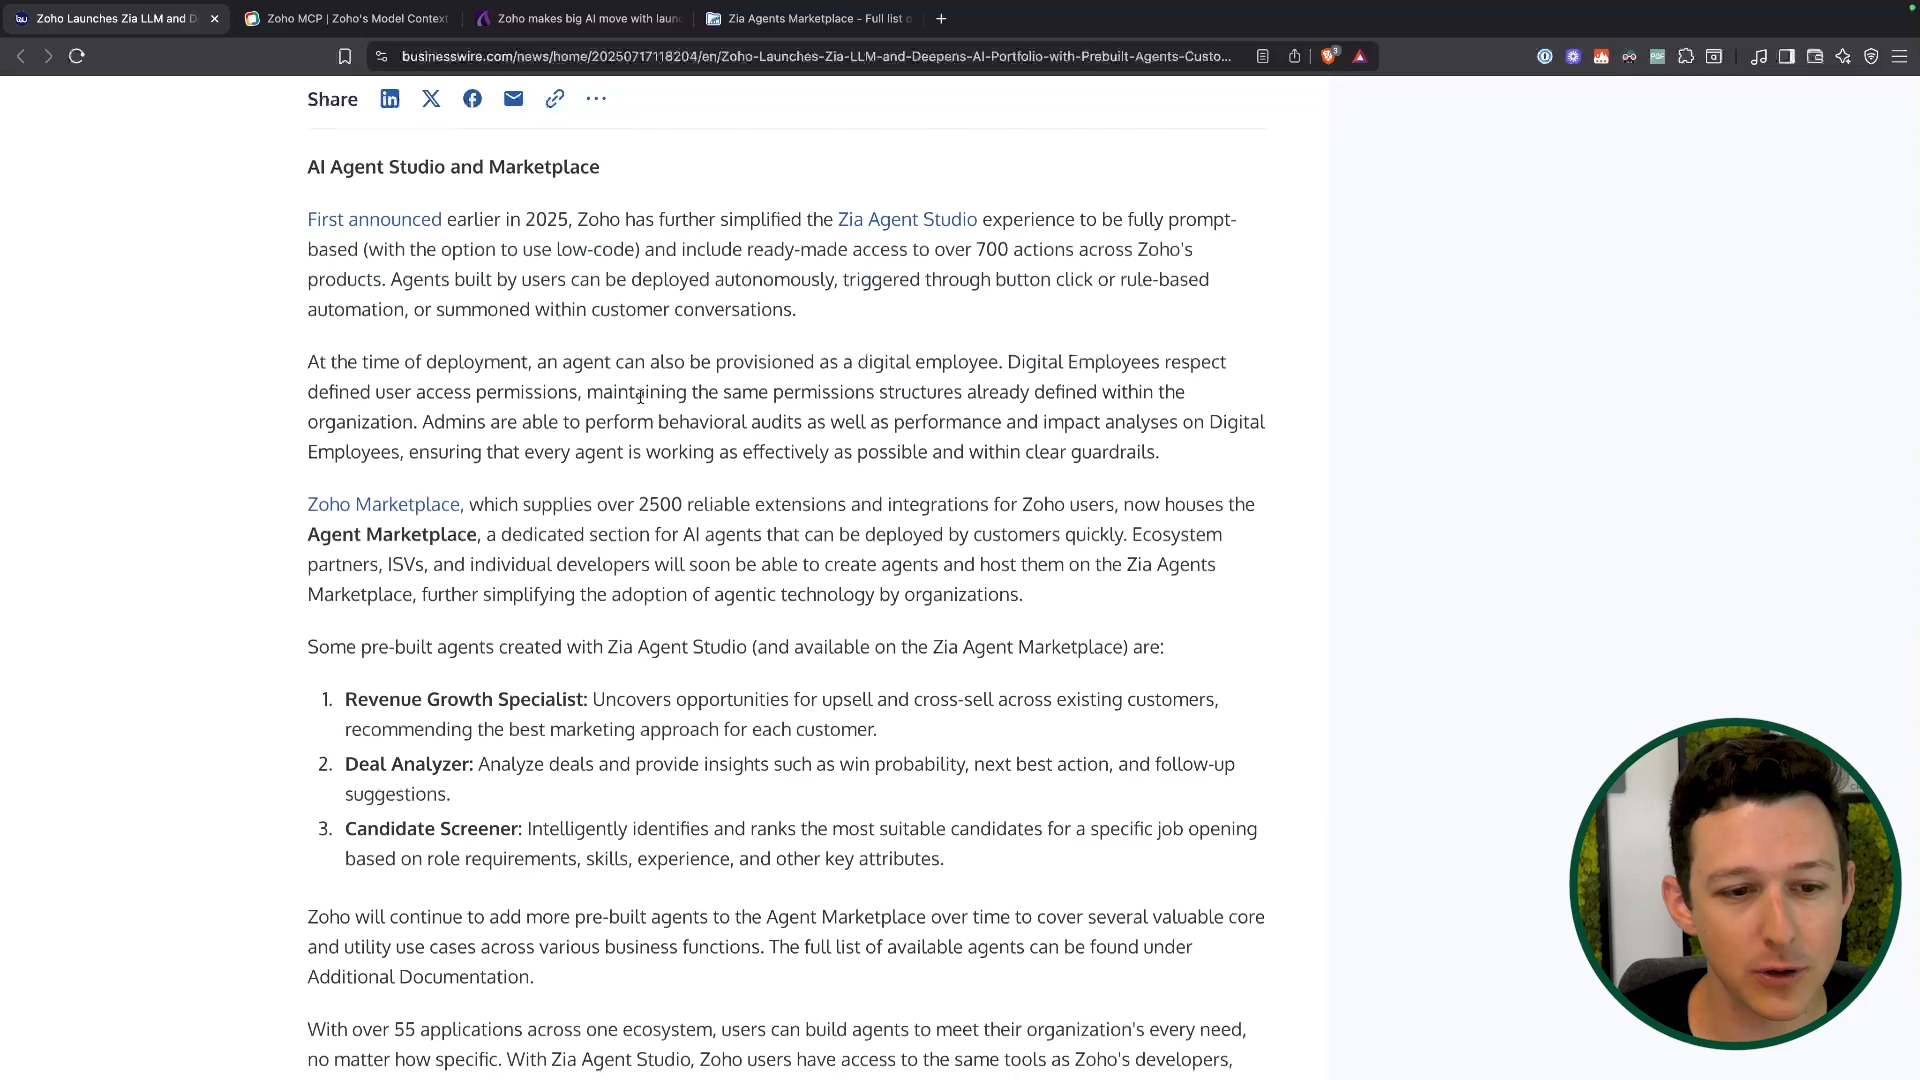 Zoho Launches Zia LLM and D
Zoho MCP | Zoho's Model Context
Zoho makes big AI move with laun
Zia Agents Marketplace - Full list o
businesswire.com/news/home/20250717118204/en/Zoho-Launches-Zia-LLM-and-Deepens-AI-Portfolio-with-Prebuilt-Agents-Custo...
3
Share
AI Agent Studio and Marketplace
First announced earlier in 2025, Zoho has further simplified the Zia Agent Studio experience to be fully prompt-
based (with the option to use low-code) and include ready-made access to over 700 actions across Zoho's
products. Agents built by users can be deployed autonomously, triggered through button click or rule-based
automation, or summoned within customer conversations.
At the time of deployment, an agent can also be provisioned as a digital employee. Digital Employees respect
defined user access permissions, maintaining the same permissions structures already defined within the
organization. Admins are able to perform behavioral audits as well as performance and impact analyses on Digital
Employees, ensuring that every agent is working as effectively as possible and within clear guardrails.
Zoho Marketplace, which supplies over 2500 reliable extensions and integrations for Zoho users, now houses the
Agent Marketplace, a dedicated section for AI agents that can be deployed by customers quickly. Ecosystem
partners, ISVs, and individual developers will soon be able to create agents and host them on the Zia Agents
Marketplace, further simplifying the adoption of agentic technology by organizations.
Some pre-built agents created with Zia Agent Studio (and available on the Zia Agent Marketplace) are:
1. Revenue Growth Specialist: Uncovers opportunities for upsell and cross-sell across existing customers,
recommending the best marketing approach for each customer.
2. Deal Analyzer: Analyze deals and provide insights such as win probability, next best action, and follow-up
suggestions.
3. Candidate Screener: Intelligently identifies and ranks the most suitable candidates for a specific job opening
based on role requirements, skills, experience, and other key attributes.
Zoho will continue to add more pre-built agents to the Agent Marketplace over time to cover several valuable core
and utility use cases across various business functions. The full list of available agents can be found under
Additional Documentation.
With over 55 applications across one ecosystem, users can build agents to meet their organization's every need,
no matter how specific. With Zia Agent Studio, Zoho users have access to the same tools as Zoho's developers,